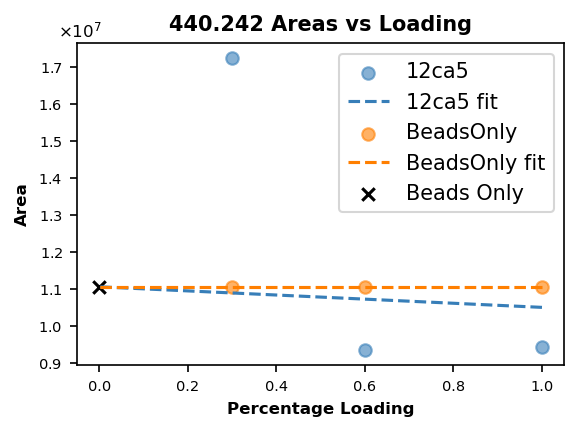 440.242 Areas vs Loading
×10⁷
1.7
1.6
1.5
1.4
1.3
1.2
1.1
1.0
0.9
Area
12ca5
12ca5 fit
BeadsOnly
BeadsOnly fit
Beads Only
0.0 0.2 0.4 0.6 0.8 1.0
Percentage Loading